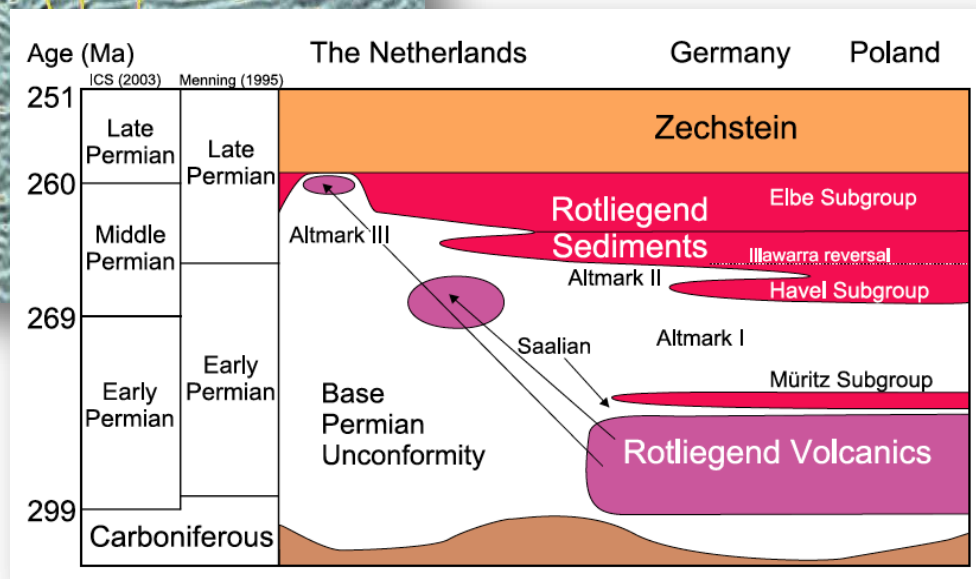 Age (Ma)
The Netherlands
Germany
Poland
ICS (2003)
Menning (1995)
251
Late
Permian
Late
Permian
Zechstein
260
Middle
Permian
Altmark III
Rotliegend
Sediments
Elbe Subgroup
Illawarra reversal
Altmark II
Havel Subgroup
269
Early
Permian
Early
Permian
Saalian
Altmark I
Müritz Subgroup
Base
Permian
Unconformity
Rotliegend Volcanics
299
Carboniferous